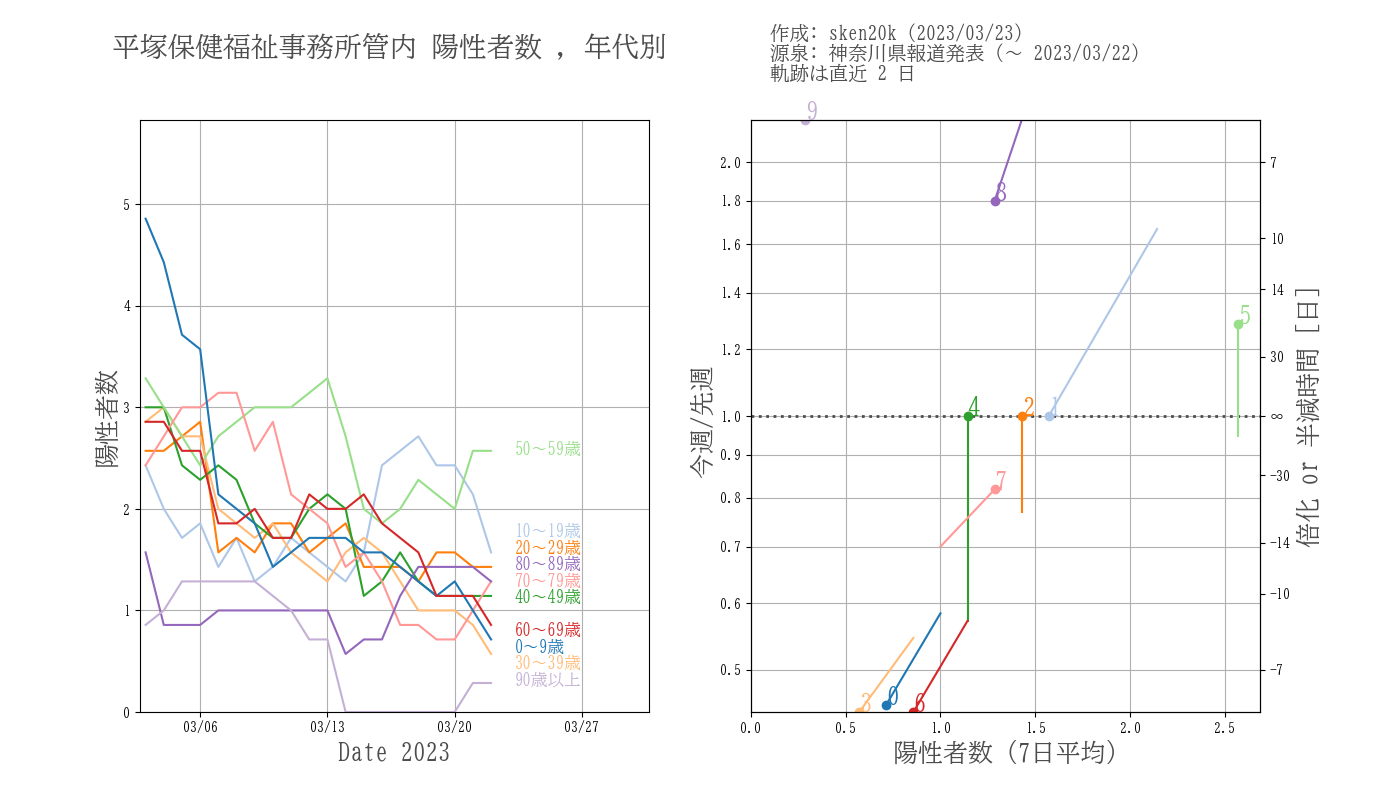 平塚保健福祉事務所管内 陽性者数 , 年代別
作成: sken20k (2023/03/23)
源泉: 神奈川県報道発表 (～ 2023/03/22)
軌跡は直近 2 日
陽性者数
5
4
3
2
1
0
03/06
03/13
03/20
03/27
Date 2023
50～59歳
10～19歳
20～29歳
80～89歳
70～79歳
40～49歳
60～69歳
0～9歳
30～39歳
90歳以上
今週/先週
2.0
1.8
1.6
1.4
1.2
1.0
0.9
0.8
0.7
0.6
0.5
0.0
0.5
1.0
1.5
2.0
2.5
陽性者数 (7日平均)
9
8
5
4
2
1
7
3
0
6
7
10
14
30
∞
-30
-14
-10
-7
倍化 or 半減時間 [日]